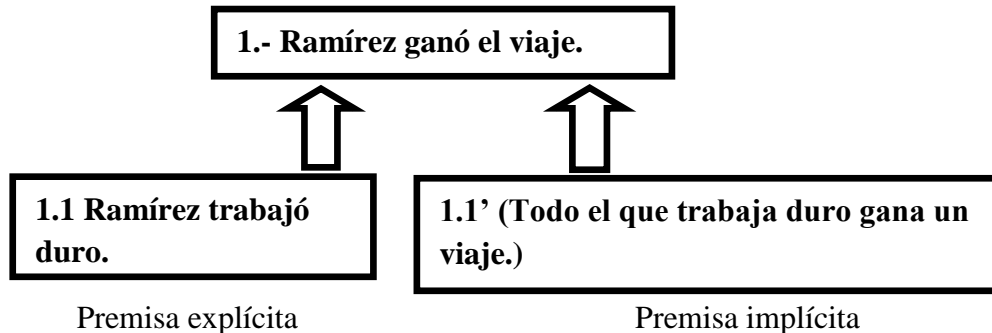 1.- Ramírez ganó el viaje.
1.1 Ramírez trabajó
duro.
1.1’ (Todo el que trabaja duro gana un
viaje.)
Premisa explícita
Premisa implícita